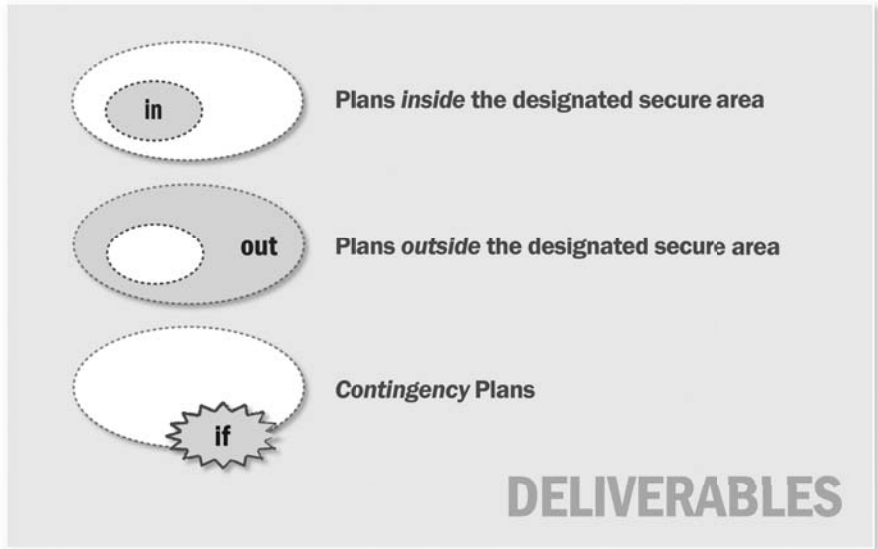 in
Plans inside the designated secure area
out
Plans outside the designated secure area
if
Contingency Plans
DELIVERABLES